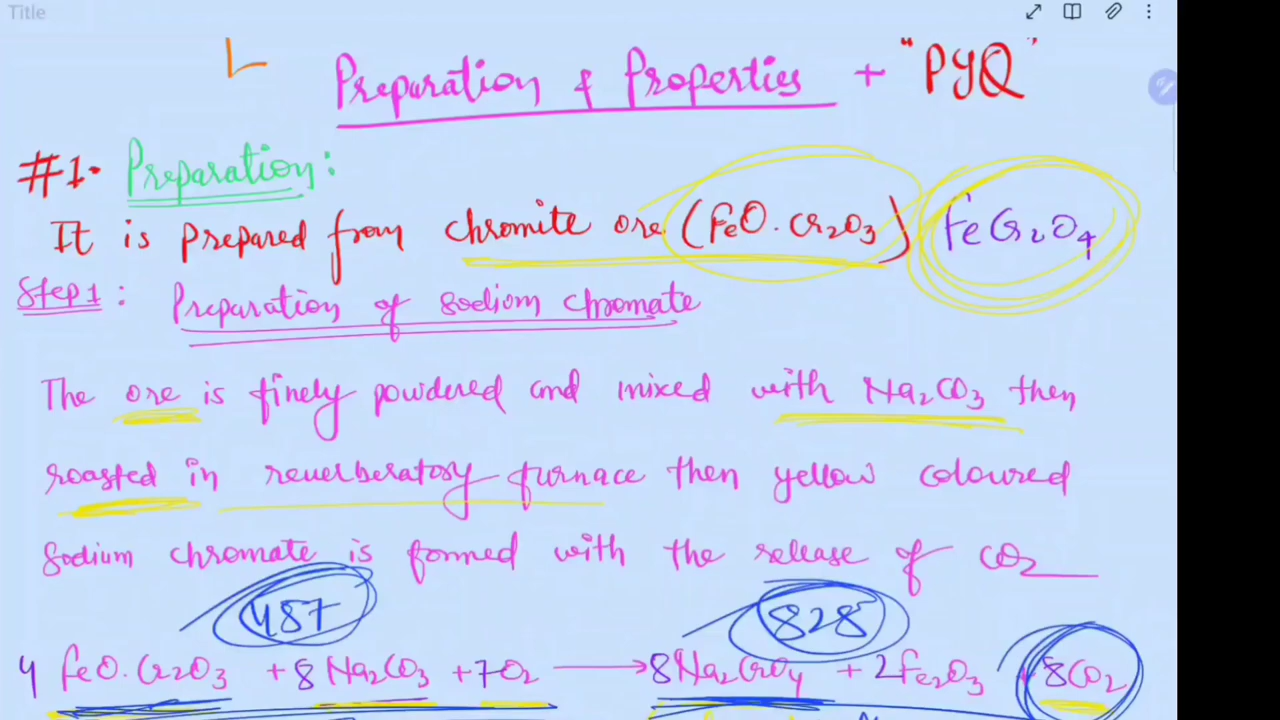 Title
Preparation & Properties + "PYQ"
#1. Preparation:
It is prepared from chromite ore (FeO.Cr2O3) FeCr2O4
Step 1: Preparation of sodium chromate
The ore is finely powdered and mixed with Na2CO3 then
roasted in reverberatory furnace then yellow coloured
sodium chromate is formed with the release of CO2
487 828
4 FeO.Cr2O3 + 8 Na2CO3 + 7O2 → 8 Na2CrO4 + 2Fe2O3 + 8CO2